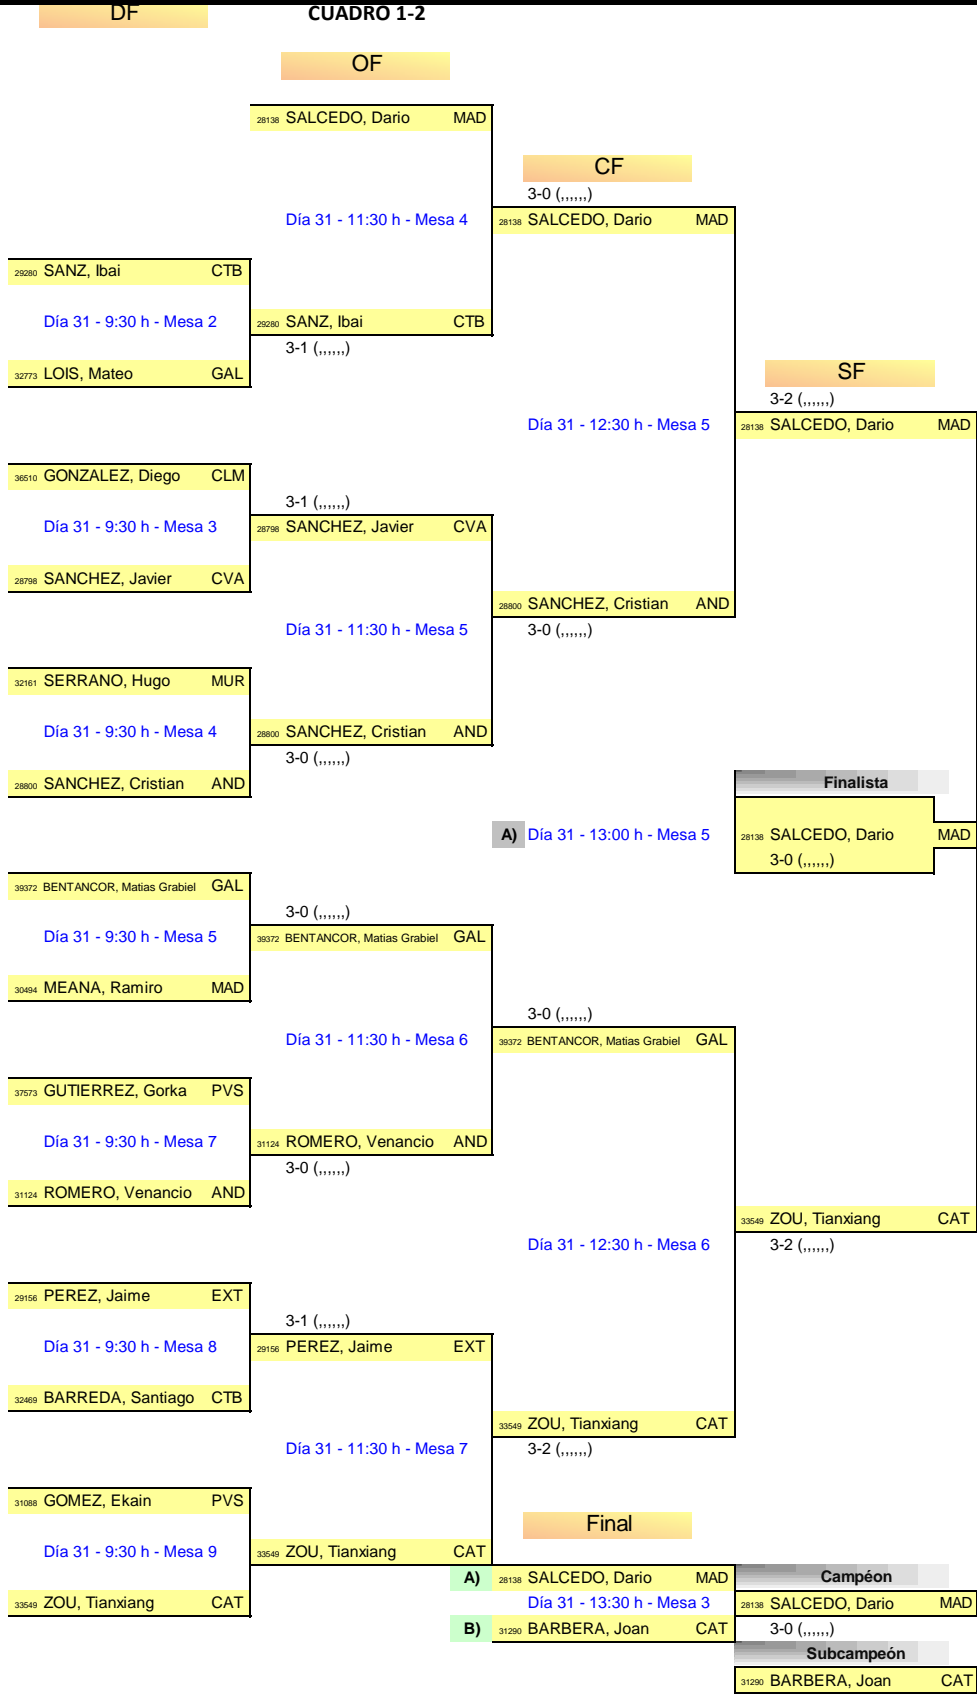 DF
CUADRO 1-2
OF
28138 SALCEDO, Dario MAD
CF
3-0 (,,,,,,)
Día 31 - 11:30 h - Mesa 4
28138 SALCEDO, Dario MAD
29280 SANZ, Ibai CTB
Día 31 - 9:30 h - Mesa 2
29280 SANZ, Ibai CTB
3-1 (,,,,,,)
32773 LOIS, Mateo GAL
SF
3-2 (,,,,,,)
Día 31 - 12:30 h - Mesa 5
28138 SALCEDO, Dario MAD
36510 GONZALEZ, Diego CLM
3-1 (,,,,,,)
Día 31 - 9:30 h - Mesa 3
28798 SANCHEZ, Javier CVA
28798 SANCHEZ, Javier CVA
28800 SANCHEZ, Cristian AND
Día 31 - 11:30 h - Mesa 5
3-0 (,,,,,,)
32161 SERRANO, Hugo MUR
Día 31 - 9:30 h - Mesa 4
28800 SANCHEZ, Cristian AND
3-0 (,,,,,,)
28800 SANCHEZ, Cristian AND
Finalista
A) Día 31 - 13:00 h - Mesa 5
28138 SALCEDO, Dario MAD
3-0 (,,,,,,)
39372 BENTANCOR, Matias Grabiel GAL
3-0 (,,,,,,)
Día 31 - 9:30 h - Mesa 5
39372 BENTANCOR, Matias Grabiel GAL
30494 MEANA, Ramiro MAD
3-0 (,,,,,,)
Día 31 - 11:30 h - Mesa 6
39372 BENTANCOR, Matias Grabiel GAL
37573 GUTIERREZ, Gorka PVS
Día 31 - 9:30 h - Mesa 7
31124 ROMERO, Venancio AND
3-0 (,,,,,,)
31124 ROMERO, Venancio AND
33549 ZOU, Tianxiang CAT
Día 31 - 12:30 h - Mesa 6
3-2 (,,,,,,)
29156 PEREZ, Jaime EXT
3-1 (,,,,,,)
Día 31 - 9:30 h - Mesa 8
29156 PEREZ, Jaime EXT
32469 BARREDA, Santiago CTB
33549 ZOU, Tianxiang CAT
Día 31 - 11:30 h - Mesa 7
3-2 (,,,,,,)
31088 GOMEZ, Ekain PVS
Final
Día 31 - 9:30 h - Mesa 9
33549 ZOU, Tianxiang CAT
A) 28138 SALCEDO, Dario MAD
Campéon
33549 ZOU, Tianxiang CAT
Día 31 - 13:30 h - Mesa 3
28138 SALCEDO, Dario MAD
B) 31290 BARBERA, Joan CAT
3-0 (,,,,,,)
Subcampeón
31290 BARBERA, Joan CAT